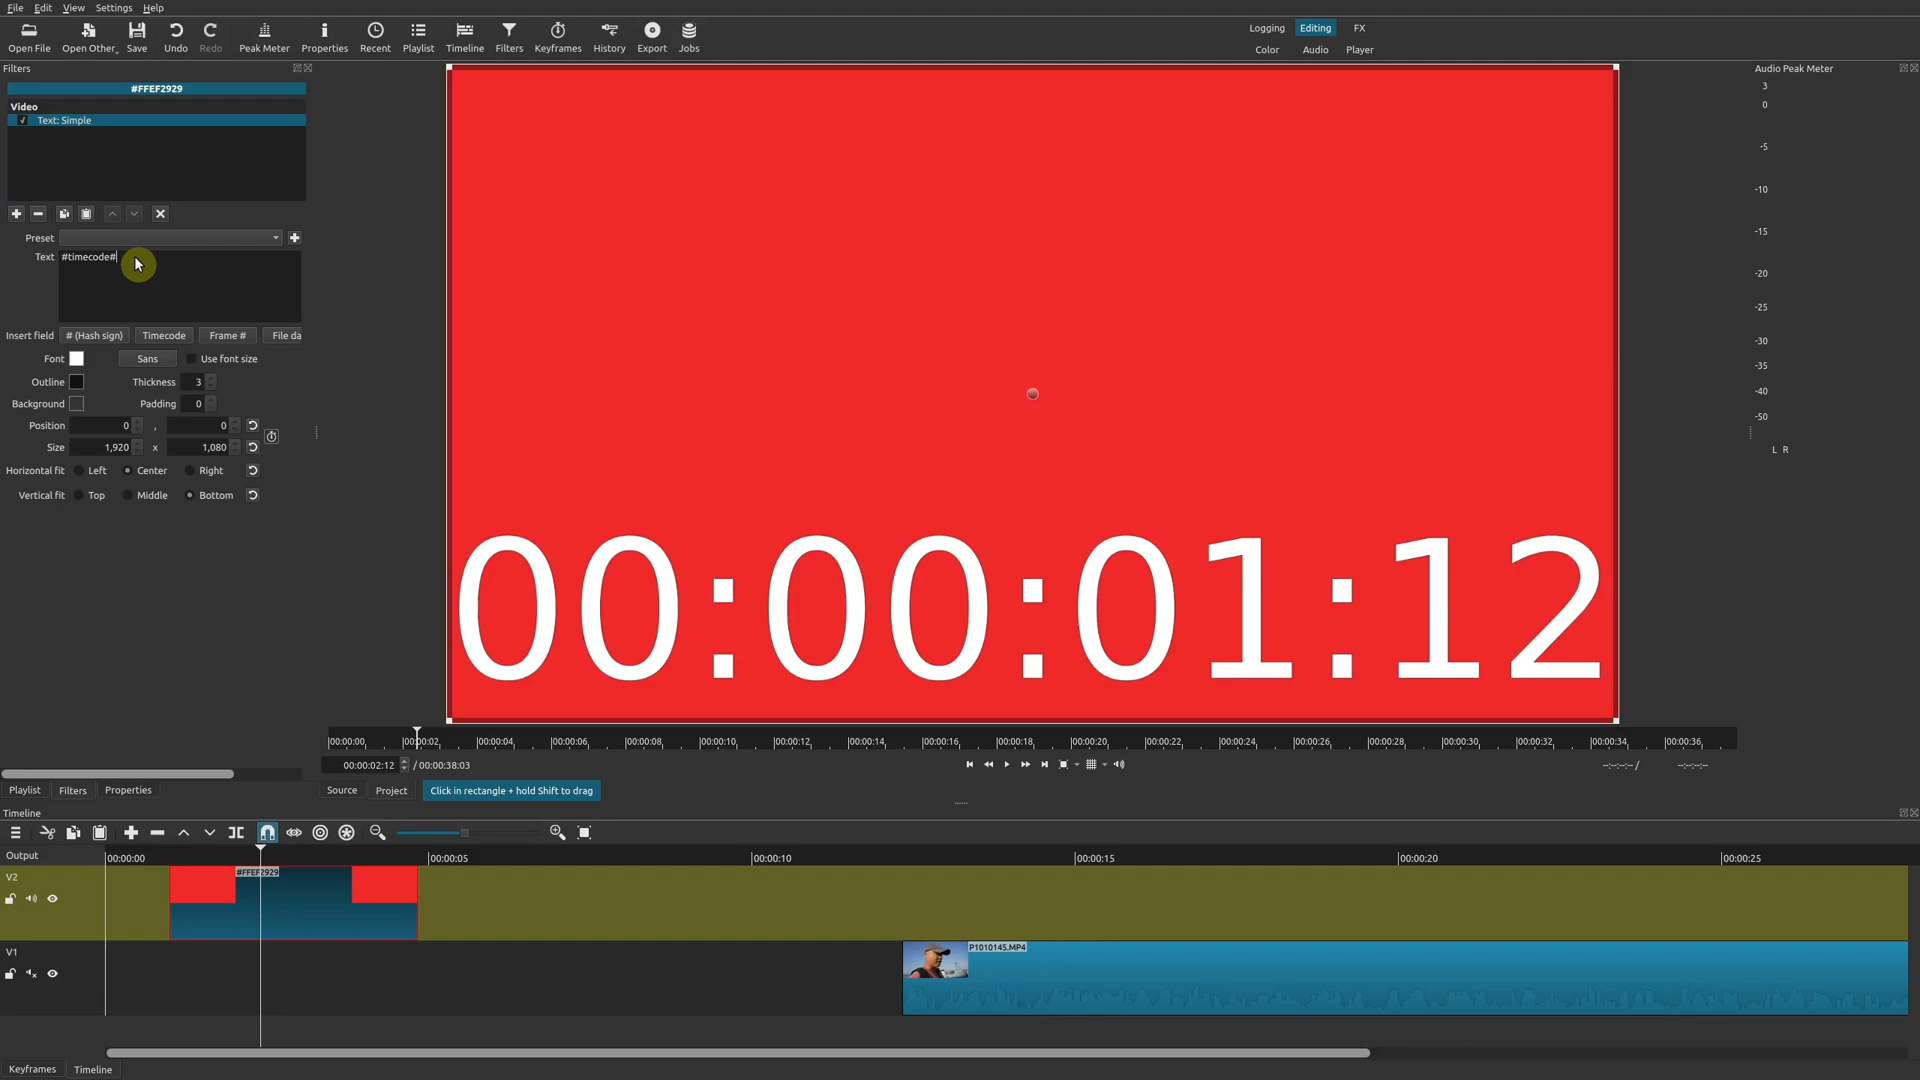 File Edit View Settings Help
Open File Open Other Save Undo Redo Peak Meter Properties Recent Playlist Timeline Filters Keyframes History Export Jobs
Logging Editing FX
Color Audio Player
Filters
Audio Peak Meter
#FFEF2929
Video
Text: Simple
Preset
Text #timecode#
Insert field # (Hash sign) Timecode Frame # File da
Font Sans Use font size
Outline Thickness 3
Background Padding 0
Position 0 , 0
Size 1,920 x 1,080
Horizontal fit Left Center Right
Vertical fit Top Middle Bottom
00:00:01:12
3
0
-5
-10
-15
-20
-25
-30
-35
-40
-50
L R
00:00:00 00:00:02 00:00:04 00:00:06 00:00:08 00:00:10 00:00:12 00:00:14 00:00:16 00:00:18 00:00:20 00:00:22 00:00:24 00:00:26 00:00:28 00:00:30 00:00:32 00:00:34 00:00:36
00:00:02:12 / 00:00:38:03 --:--:--:-- / --:--:--:--
Playlist Filters Properties Source Project Click in rectangle + hold Shift to drag
Timeline
Output 00:00:00 00:00:05 00:00:10 00:00:15 00:00:20 00:00:25
V2 #FFEF2929
V1 P1010145.MP4
Keyframes Timeline